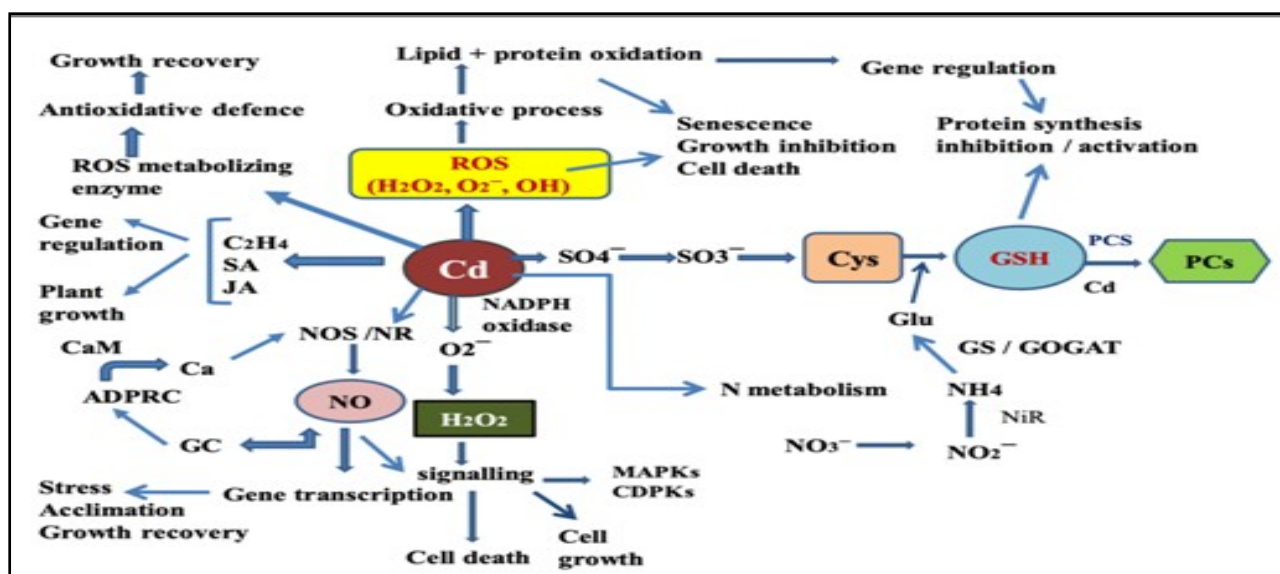 Lipid + protein oxidation
Growth recovery
Gene regulation
Antioxidative defence
Oxidative process
Senescence
Growth inhibition
Cell death
Protein synthesis
inhibition / activation
ROS metabolizing
enzyme
ROS
(H2O2, O2⁻, OH)
Gene
regulation
C2H4
SA
JA
Plant
growth
Cd
SO4⁻
SO3⁻
Cys
GSH
PCS
Cd
PCs
NADPH
oxidase
NOS /NR
O2⁻
Glu
CaM
Ca
GS / GOGAT
ADPRC
NO
H2O2
N metabolism
NH4
NiR
GC
NO3⁻
NO2⁻
signalling
MAPKs
CDPKs
Stress
Acclimation
Growth recovery
Gene transcription
Cell death
Cell
growth